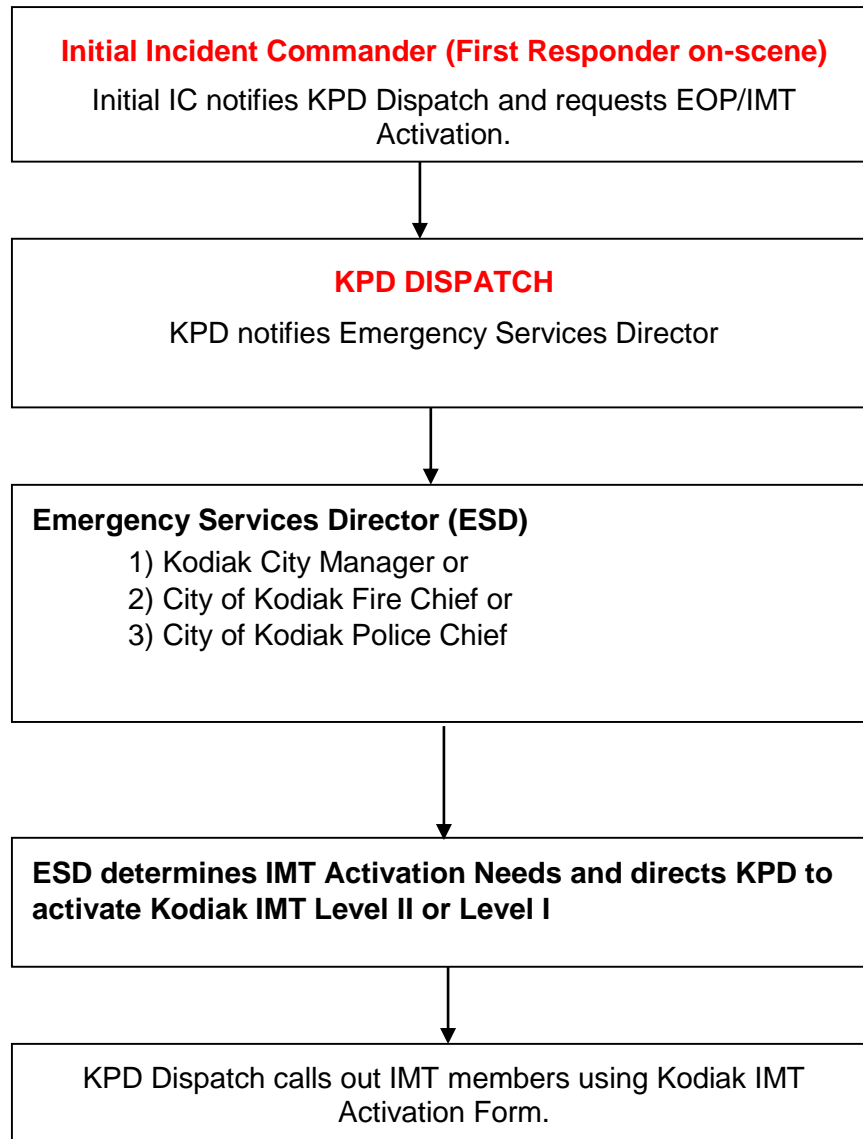 Initial Incident Commander (First Responder on-scene)
Initial IC notifies KPD Dispatch and requests EOP/IMT
Activation.
KPD DISPATCH
KPD notifies Emergency Services Director
Emergency Services Director (ESD)
1) Kodiak City Manager or
2) City of Kodiak Fire Chief or
3) City of Kodiak Police Chief
ESD determines IMT Activation Needs and directs KPD to
activate Kodiak IMT Level II or Level I
KPD Dispatch calls out IMT members using Kodiak IMT
Activation Form.